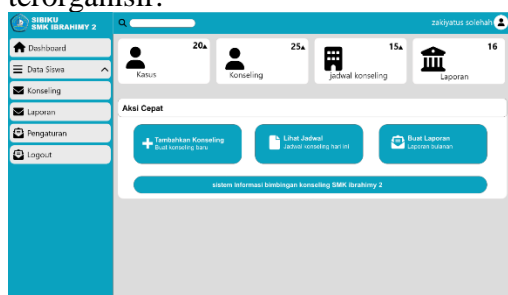 terorganisir.
SIBIKU
SMK IBRAHIMY 2
zakiyatus solehah
Dashboard
Data Siswa
Konseling
Laporan
Pengaturan
Logout
20
Kasus
25
Konseling
15
jadwal konseling
16
Laporan
Aksi Cepat
Tambahkan Konseling
Buat konseling baru
Lihat Jadwal
Jadwal konseling hari ini
Buat Laporan
Laporan bulanan
sistem informasi bimbingan konseling SMK ibrahimy 2